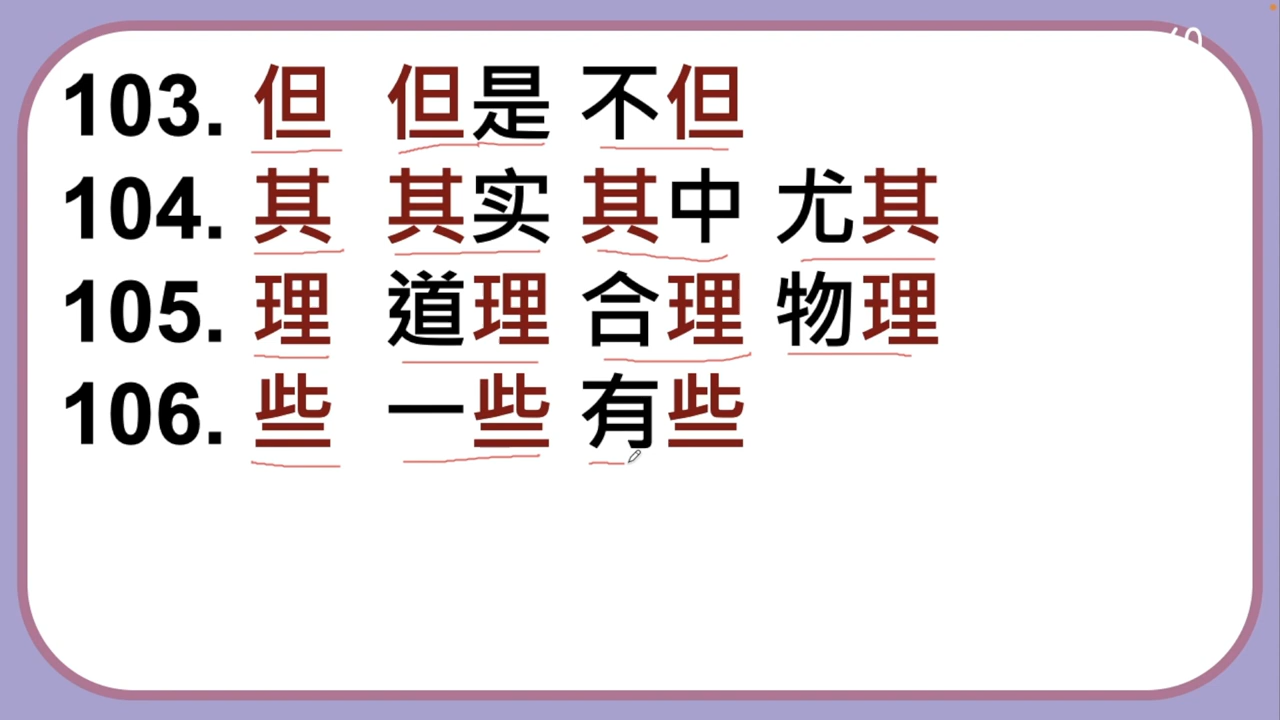 103. 但 但是 不但
104. 其 其实 其中 尤其
105. 理 道理 合理 物理
106. 些 一些 有些